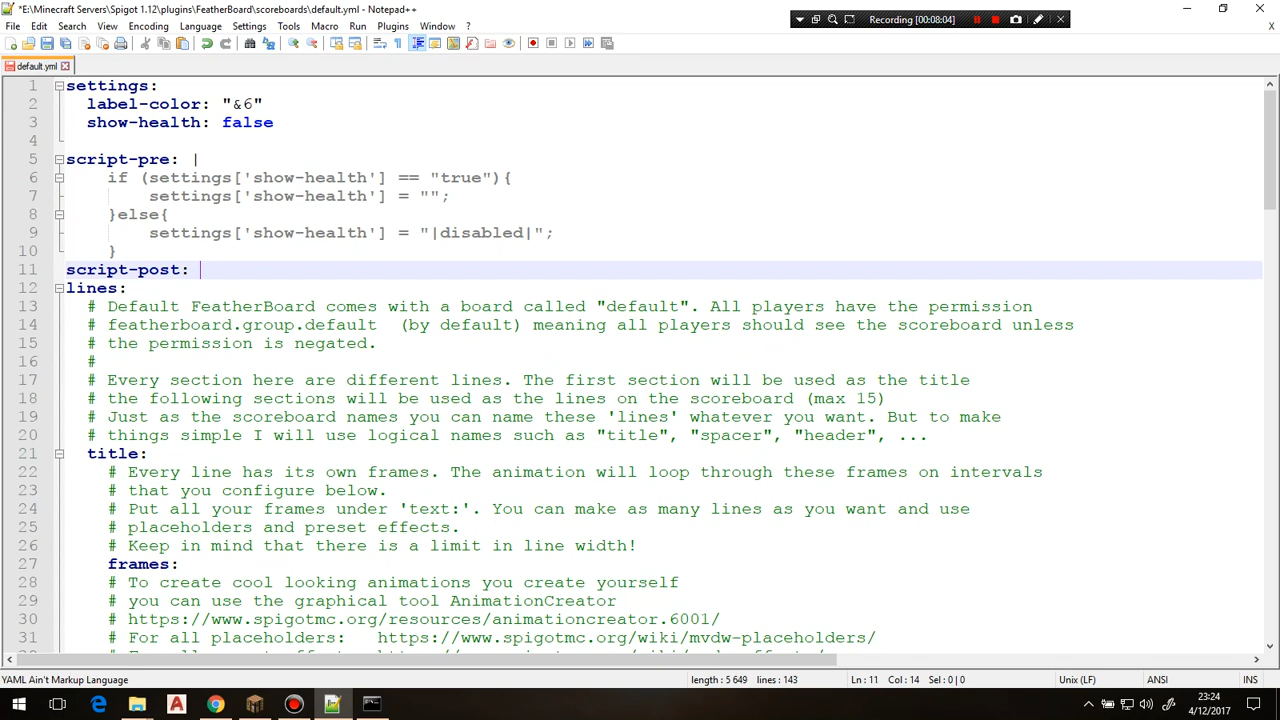 *E:\Minecraft Servers\Spigot 1.12\plugins\FeatherBoard\scoreboards\default.yml - Notepad++
Recording [00:08:04]
File Edit Search View Encoding Language Settings Tools Macro Run Plugins Window ?
X
default.yml
1 settings:
2 label-color: "&6"
3 show-health: false
4
5 script-pre: |
6 if (settings['show-health'] == "true"){
7 settings['show-health'] = "";
8 }else{
9 settings['show-health'] = "|disabled|";
10 }
11 script-post:
12 lines:
13 # Default FeatherBoard comes with a board called "default". All players have the permission
14 # featherboard.group.default (by default) meaning all players should see the scoreboard unless
15 # the permission is negated.
16 #
17 # Every section here are different lines. The first section will be used as the title
18 # the following sections will be used as the lines on the scoreboard (max 15)
19 # Just as the scoreboard names you can name these 'lines' whatever you want. But to make
20 # things simple I will use logical names such as "title", "spacer", "header", ...
21 title:
22 # Every line has its own frames. The animation will loop through these frames on intervals
23 # that you configure below.
24 # Put all your frames under 'text:'. You can make as many lines as you want and use
25 # placeholders and preset effects.
26 # Keep in mind that there is a limit in line width!
27 frames:
28 # To create cool looking animations you create yourself
29 # you can use the graphical tool AnimationCreator
30 # https://www.spigotmc.org/resources/animationcreator.6001/
31 # For all placeholders: https://www.spigotmc.org/wiki/mvdw-placeholders/
YAML Ain't Markup Language length : 5 649 lines : 143 Ln : 11 Col : 14 Sel : 0 | 0 Unix (LF) ANSI INS
23:24
4/12/2017